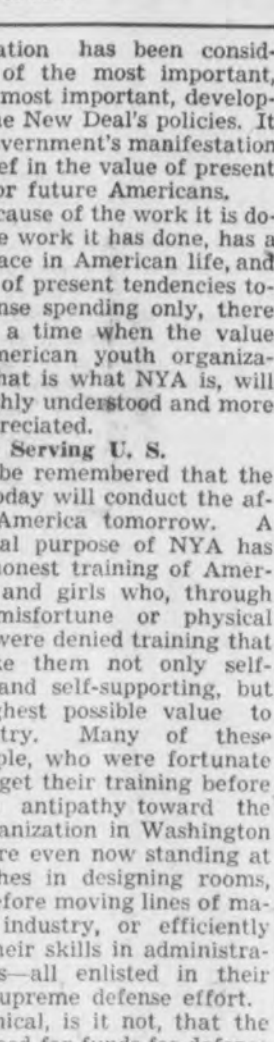 ation has been consid-
of the most important,
most important, develop-
e New Deal's policies. It
vernment's manifestation
ef in the value of present
or future Americans.
cause of the work it is do-
e work it has done, has a
ace in American life, and
of present tendencies to-
nse spending only, there
a time when the value
merican youth organiza-
hat is what NYA is, will
hly understood and more
reciated.
Serving U. S.
be remembered that the
oday will conduct the af-
America tomorrow. A
al purpose of NYA has
honest training of Amer-
and girls who, through
misfortune or physical
were denied training that
ke them not only self-
and self-supporting, but
ghest possible value to
try. Many of these
ple, who were fortunate
get their training before
antipathy toward the
anization in Washington
re even now standing at
hes in designing rooms,
efore moving lines of ma-
industry, or efficiently
heir skills in administra-
s—all enlisted in their
supreme defense effort.
nical, is it not, that the